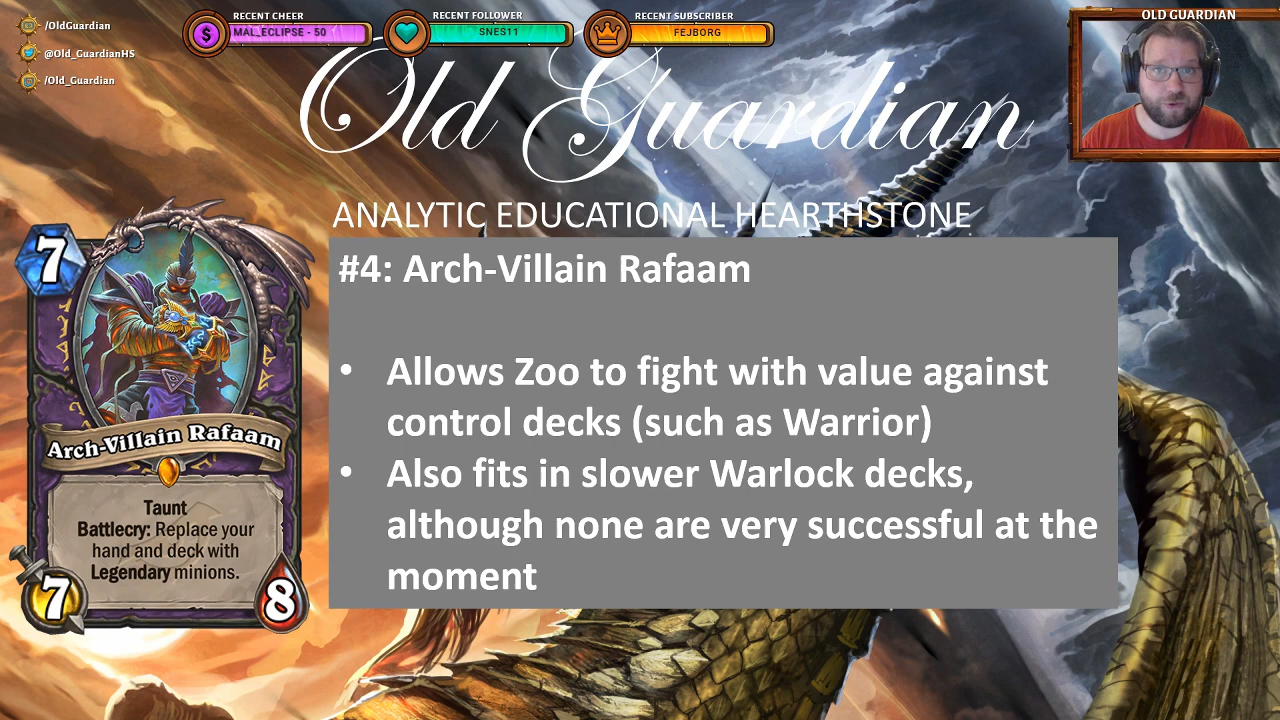 /OldGuardian
@Old_GuardianHS
/Old_Guardian
RECENT CHEER
MAL_ECLIPSE - 50
RECENT FOLLOWER
SNES11
RECENT SUBSCRIBER
FEJBORG
OLD GUARDIAN
Old Guardian
ANALYTIC EDUCATIONAL HEARTHSTONE
7
Arch-Villain Rafaam
Taunt
Battlecry: Replace your
hand and deck with
Legendary minions.
7
8
#4: Arch-Villain Rafaam
• Allows Zoo to fight with value against
control decks (such as Warrior)
• Also fits in slower Warlock decks,
although none are very successful at the
moment